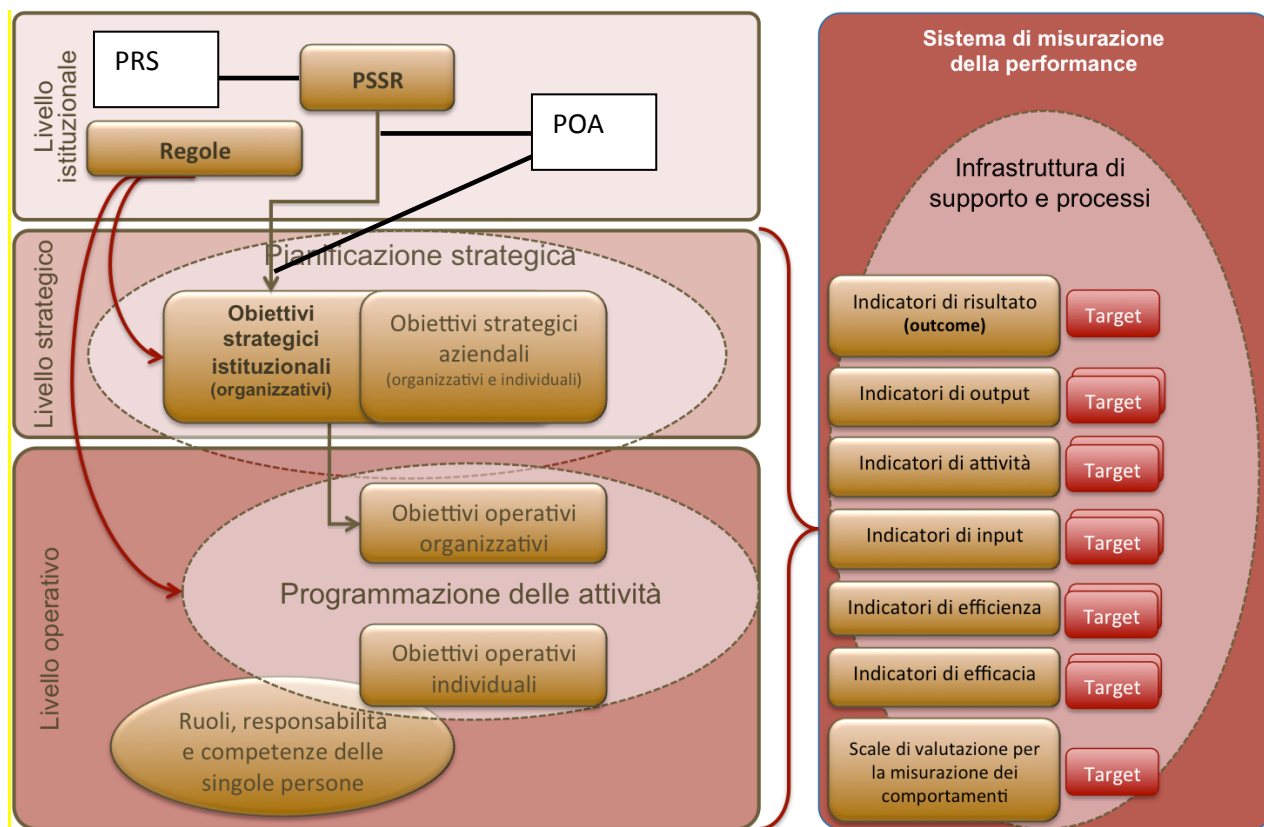 PRS
PSSR
POA
Regole
Livello
istituzionale
Pianificazione strategica
Obiettivi
strategici
istituzionali
(organizzativi)
Obiettivi strategici
aziendali
(organizzativi e individuali)
Livello strategico
Obiettivi operativi
organizzativi
Programmazione delle attività
Obiettivi operativi
individuali
Ruoli, responsabilità
e competenze delle
singole persone
Livello operativo
Sistema di misurazione
della performance
Infrastruttura di
supporto e processi
Indicatori di risultato
(outcome)
Target
Indicatori di output
Target
Indicatori di attività
Target
Indicatori di input
Target
Indicatori di efficienza
Target
Indicatori di efficacia
Target
Scale di valutazione per
la misurazione dei
comportamenti
Target